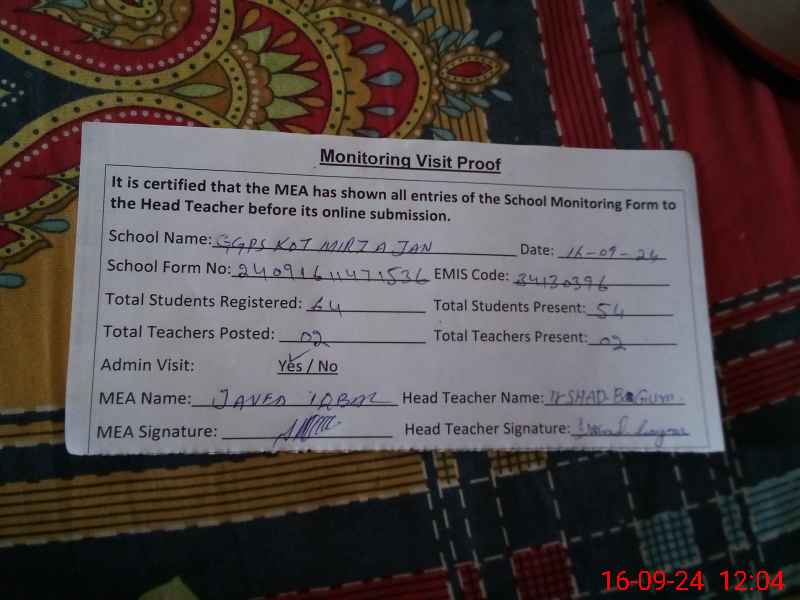 Monitoring Visit Proof
It is certified that the MEA has shown all entries of the School Monitoring Form to
the Head Teacher before its online submission.
School Name: GGPS KOT MIRZA JAN Date: 16-09-24
School Form No: 24091611471536 EMIS Code: 34130396
Total Students Registered: 64 Total Students Present: 54
Total Teachers Posted: 02 Total Teachers Present: 02
Admin Visit: Yes / No
MEA Name: JAVED IQBAL Head Teacher Name: IRSHAD BEGUM
MEA Signature: Head Teacher Signature:
16-09-24 12:04